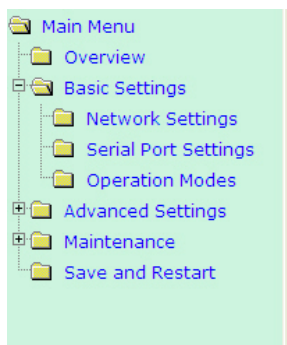 Main Menu
Overview
Basic Settings
Network Settings
Serial Port Settings
Operation Modes
Advanced Settings
Maintenance
Save and Restart